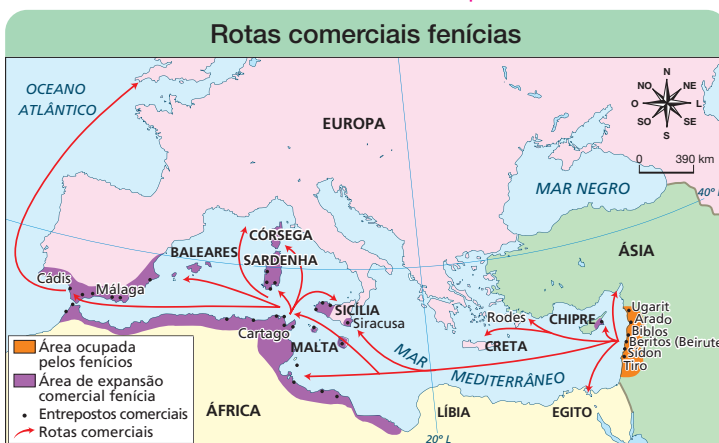 Rotas comerciais fenícias
OCEANO
ATLÂNTICO
EUROPA
N
NO
NE
O
L
SO
SE
S
0 390 km
40° N
MAR NEGRO
ÁSIA
CÓRSEGA
BALEARES
SARDENHA
Cádis
Málaga
SICÍLIA
Siracusa
Cartago
MALTA
Rodes
CHIPRE
CRETA
Ugarit
Arado
Biblos
Beritos (Beirute)
Sídon
Tiro
MAR
MEDITERRÂNEO
ÁFRICA
LÍBIA
EGITO
20° L
Área ocupada
pelos fenícios
Área de expansão
comercial fenícia
Entrepostos comerciais
Rotas comerciais